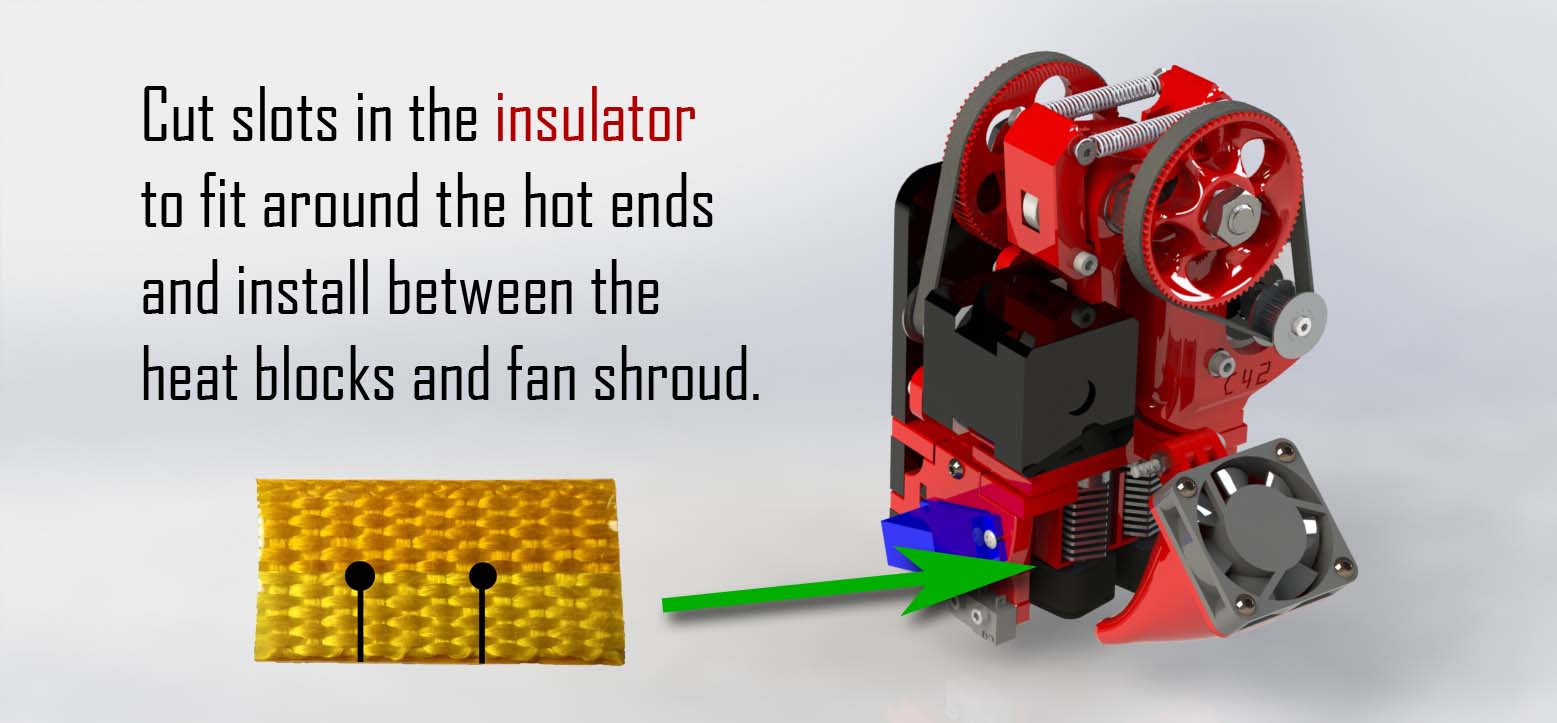 Cut slots in the insulator
to fit around the hot ends
and install between the
heat blocks and fan shroud.
C42